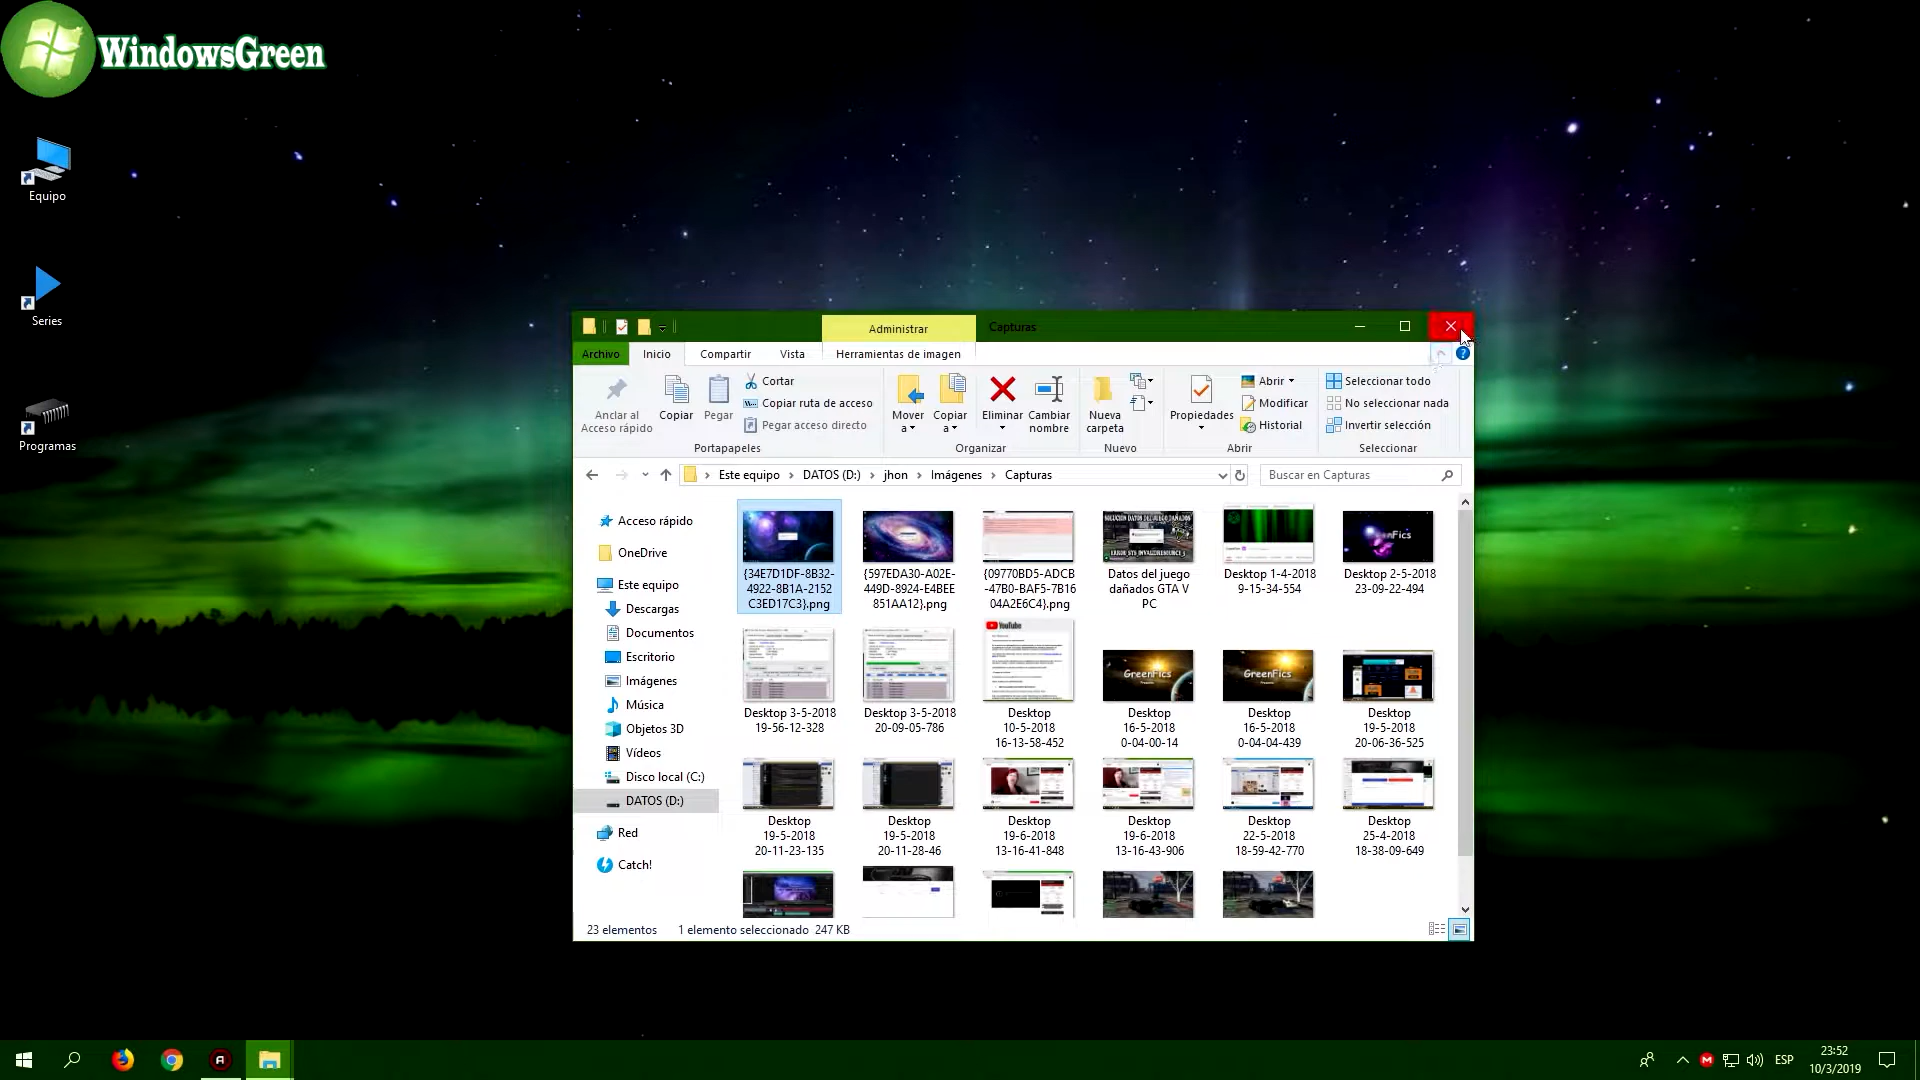 WindowsGreen
Equipo
Series
Programas
Administrar
Capturas
Archivo
Inicio
Compartir
Vista
Herramientas de imagen
Anclar al
Acceso rápido
Copiar
Pegar
Cortar
Copiar ruta de acceso
Pegar acceso directo
Portapapeles
Mover
a
Copiar
a
Eliminar
Cambiar
nombre
Organizar
Nueva
carpeta
Nuevo
Propiedades
Abrir
Modificar
Historial
Abrir
Seleccionar todo
No seleccionar nada
Invertir selección
Seleccionar
Este equipo
DATOS (D:)
jhon
Imágenes
Capturas
Buscar en Capturas
Acceso rápido
OneDrive
Este equipo
Descargas
Documentos
Escritorio
Imágenes
Música
Objetos 3D
Vídeos
Disco local (C:)
DATOS (D:)
Red
Catch!
{34E7D1DF-8B32-
4922-8B1A-2152
C3ED17C3}.png
{597EDA30-A02E-
449D-8924-E4BEE
851AA12}.png
{09770BD5-ADCB
-47B0-BAF5-7B16
04A2E6C4}.png
SOLUCION DATOS DEL JUEGO DAÑADOS
Datos del juego
dañados GTA V
PC
Desktop 1-4-2018
9-15-34-554
Desktop 2-5-2018
23-09-22-494
Desktop 3-5-2018
19-56-12-328
Desktop 3-5-2018
20-09-05-786
YouTube
Desktop
10-5-2018
16-13-58-452
GreenFics
Desktop
16-5-2018
0-04-00-14
GreenFics
Desktop
16-5-2018
0-04-04-439
Desktop
19-5-2018
20-06-36-525
Desktop
19-5-2018
20-11-23-135
Desktop
19-5-2018
20-11-28-46
Desktop
19-6-2018
13-16-41-848
Desktop
19-6-2018
13-16-43-906
Desktop
22-5-2018
18-59-42-770
Desktop
25-4-2018
18-38-09-649
23 elementos
1 elemento seleccionado 247 KB
ESP
23:52
10/3/2019